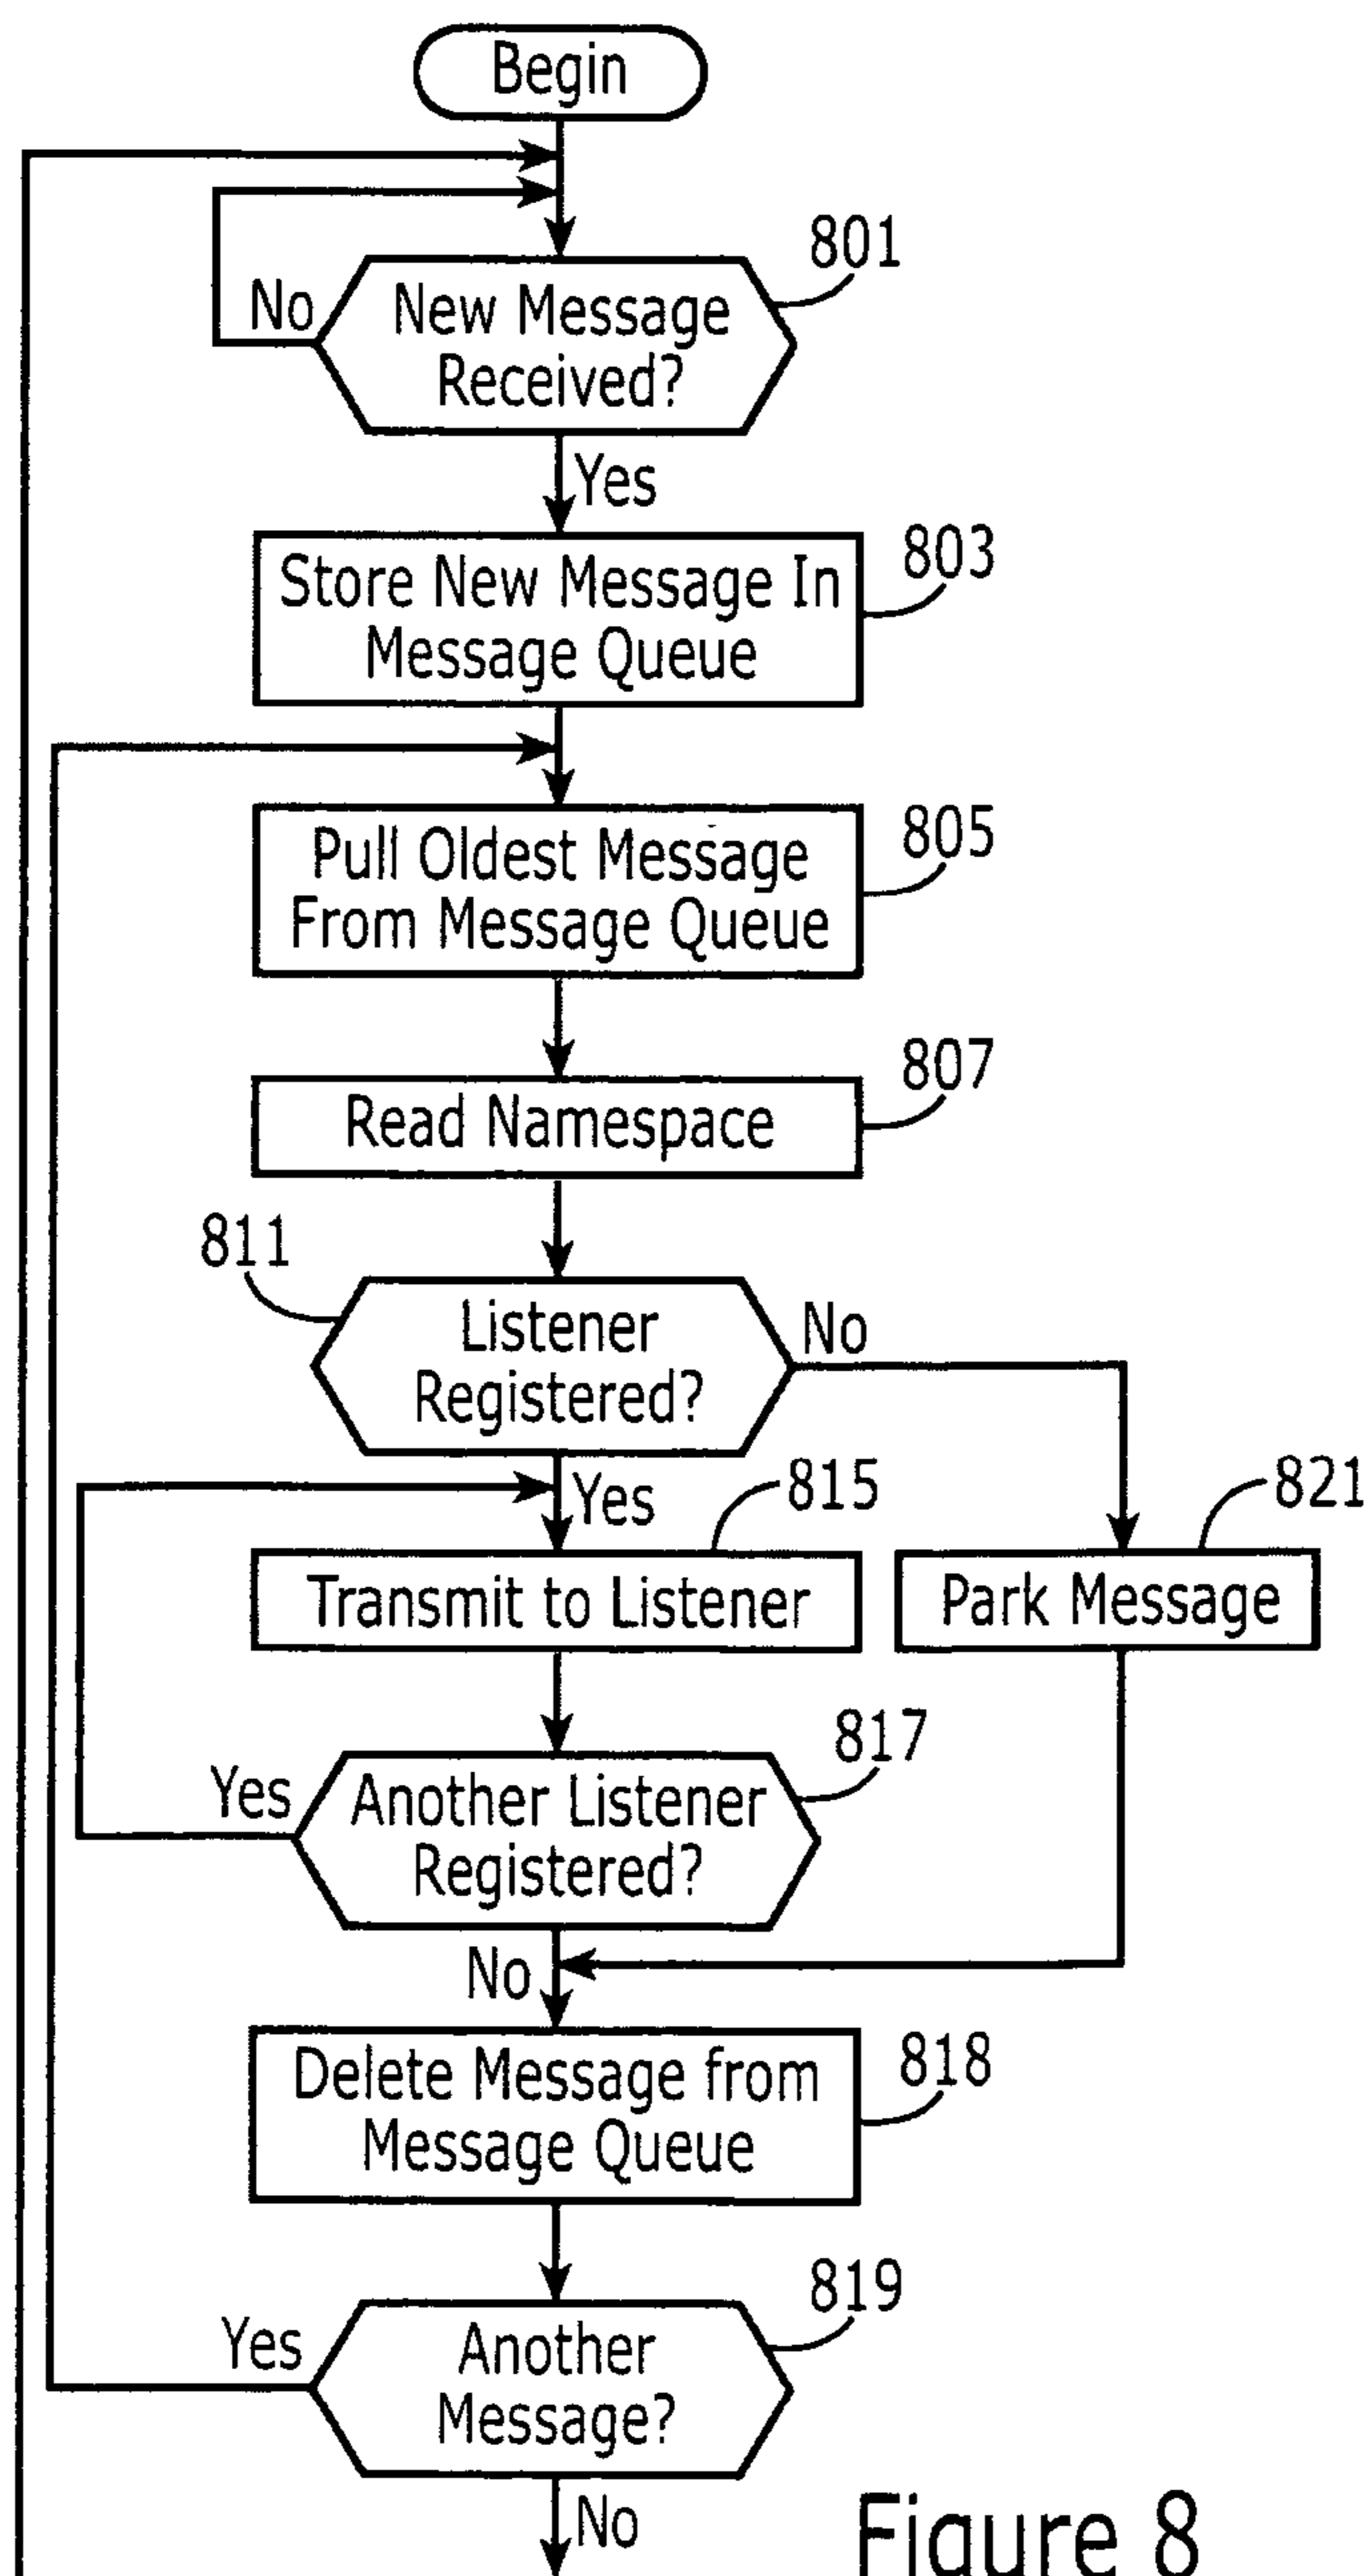 Begin
801
No
New Message
Received?
Yes
803
Store New Message In
Message Queue
805
Pull Oldest Message
From Message Queue
807
Read Namespace
811
Listener
Registered?
No
Yes
815
821
Transmit to Listener
Park Message
817
Yes
Another Listener
Registered?
No
818
Delete Message from
Message Queue
819
Yes
Another
Message?
No
Figure 8